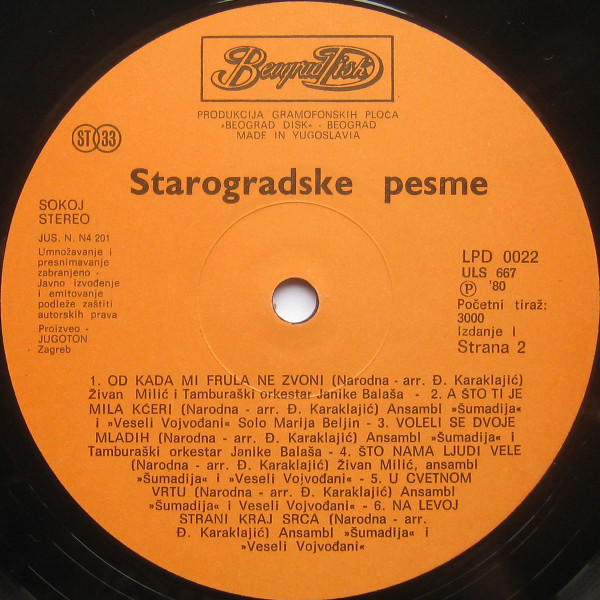 Beograd Disk
PRODUKCIJA GRAMOFONSKIH PLOČA
»BEOGRAD DISK« - BEOGRAD
MADE IN YUGOSLAVIA
ST 33
Starogradske pesme
SOKOJ
STEREO
JUS. N. N4 201
Umnožavanje i
presnimavanje
zabranjeno -
Javno izvođenje
i emitovanje
podleže zaštiti
autorskih prava
Proizveo -
JUGOTON
Zagreb
LPD 0022
ULS 667
Ⓟ '80
Početni tiraž:
3000
Izdanje I
Strana 2
1. OD KADA MI FRULA NE ZVONI (Narodna - arr. Đ. Karaklajić)
Živan Milić i Tamburaški orkestar Janike Balaša - 2. A ŠTO TI JE
MILA KĆERI (Narodna - arr. Đ. Karaklajić) Ansambl »Šumadija«
i »Veseli Vojvođani« Solo Marija Beljin - 3. VOLELI SE DVOJE
MLADIH (Narodna - arr. Đ. Karaklajić) Ansambl »Šumadija« i
Tamburaški orkestar Janike Balaša - 4. ŠTO NAMA LJUDI VELE
(Narodna - arr. Đ. Karaklajić) Živan Milić, ansambl
»Šumadija« i »Veseli Vojvođani« - 5. U CVETNOM
VRTU (Narodna - arr. Đ. Karaklajić) Ansambl
»Šumadija i Veseli Vojvođani« - 6. NA LEVOJ
STRANI KRAJ SRCA (Narodna - arr.
Đ. Karaklajić) Ansambl »Šumadija« i
»Veseli Vojvođani«